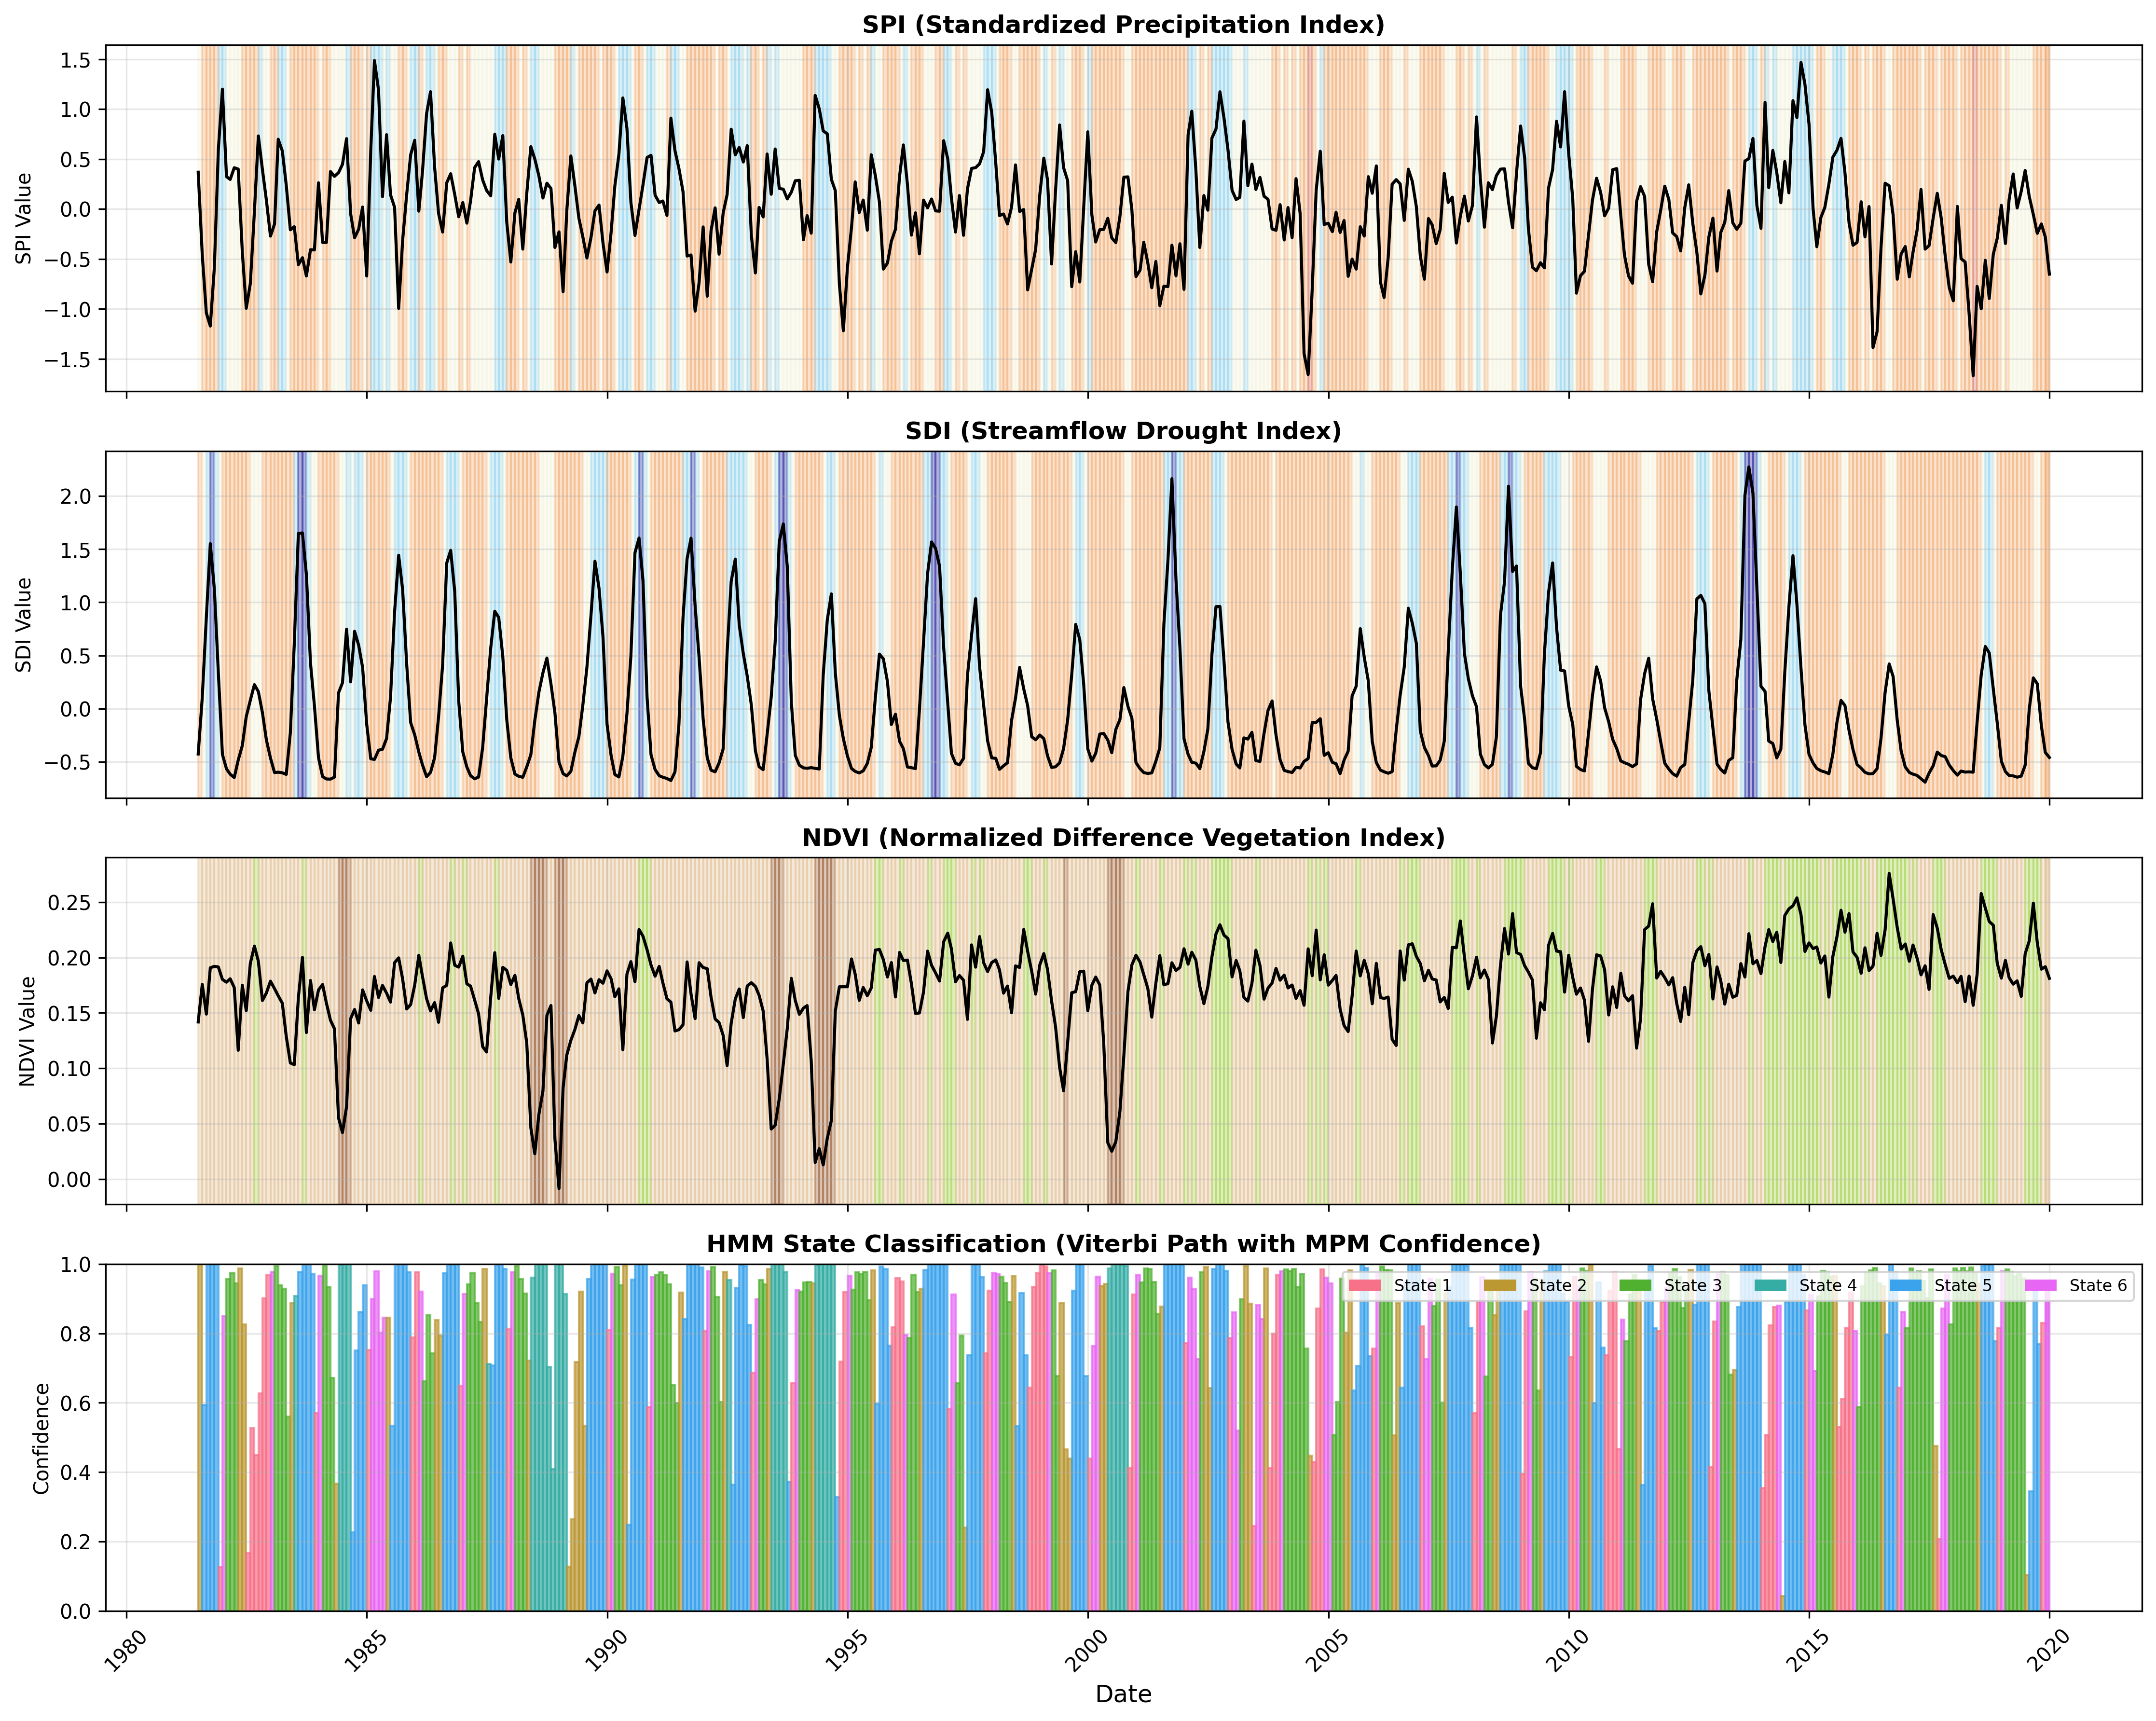 SPI (Standardized Precipitation Index)
SPI Value
1.5
1.0
0.5
0.0
−0.5
−1.0
−1.5
SDI (Streamflow Drought Index)
SDI Value
2.0
1.5
1.0
0.5
0.0
−0.5
NDVI (Normalized Difference Vegetation Index)
NDVI Value
0.25
0.20
0.15
0.10
0.05
0.00
HMM State Classification (Viterbi Path with MPM Confidence)
Confidence
1.0
0.8
0.6
0.4
0.2
0.0
State 1 State 2 State 3 State 4 State 5 State 6
1980 1985 1990 1995 2000 2005 2010 2015 2020
Date